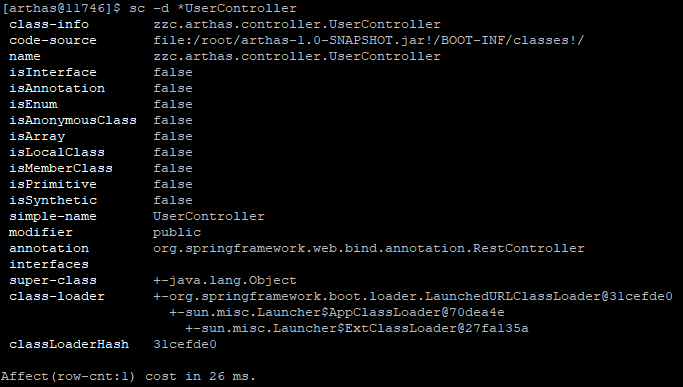 [arthas@11746]$ sc -d *UserController
class-info zzc.arthas.controller.UserController
code-source file:/root/arthas-1.0-SNAPSHOT.jar!/BOOT-INF/classes!/
name zzc.arthas.controller.UserController
isInterface false
isAnnotation false
isEnum false
isAnonymousClass false
isArray false
isLocalClass false
isMemberClass false
isPrimitive false
isSynthetic false
simple-name UserController
modifier public
annotation org.springframework.web.bind.annotation.RestController
interfaces
super-class +-java.lang.Object
class-loader +-org.springframework.boot.loader.LaunchedURLClassLoader@31cefde0
+-sun.misc.Launcher$AppClassLoader@70dea4e
+-sun.misc.Launcher$ExtClassLoader@27fa135a
classLoaderHash 31cefde0
Affect(row-cnt:1) cost in 26 ms.